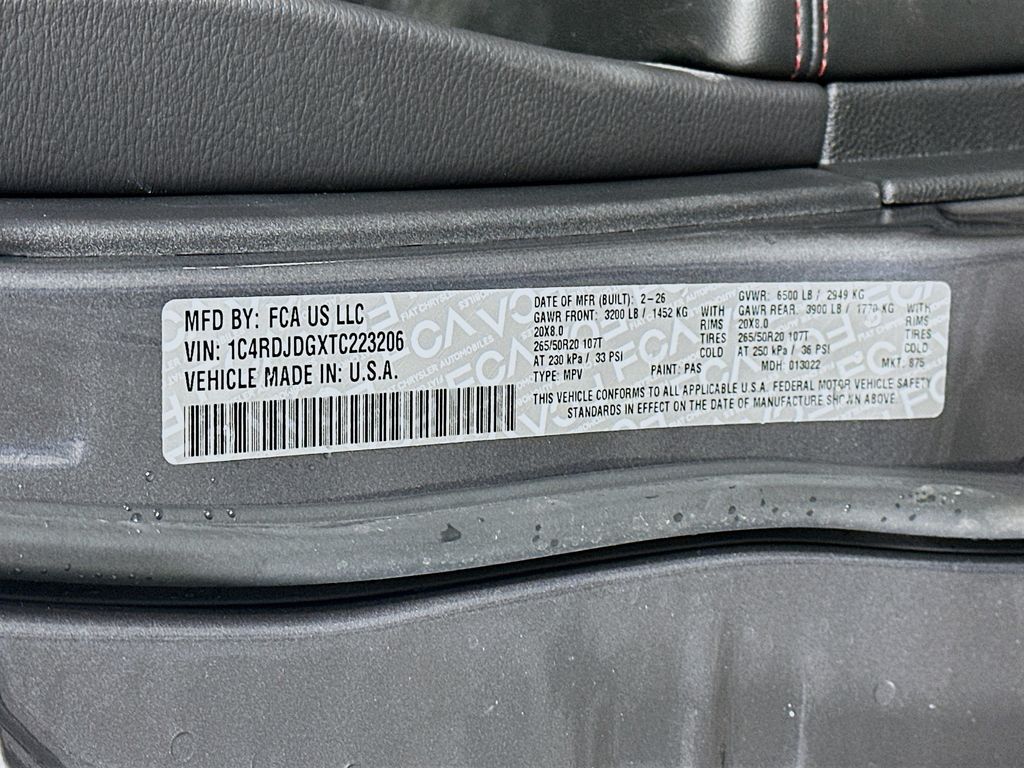 MFD BY: FCA US LLC
VIN: 1C4RDJDGXTC223206
VEHICLE MADE IN: U.S.A.
DATE OF MFR (BUILT): 2-26 GVWR: 6500 LB / 2949 KG
GAWR FRONT: 3200 LB / 1452 KG WITH GAWR REAR: 3900 LB / 1770 KG WITH
20X8.0 RIMS 20X8.0 RIMS
265/50R20 107T TIRES 265/50R20 107T TIRES
AT 230 kPa / 33 PSI COLD AT 250 kPa / 36 PSI COLD
TYPE: MPV PAINT: PAS MDH: 013022 MKT: 875
THIS VEHICLE CONFORMS TO ALL APPLICABLE U.S.A. FEDERAL MOTOR VEHICLE SAFETY
STANDARDS IN EFFECT ON THE DATE OF MANUFACTURE SHOWN ABOVE.